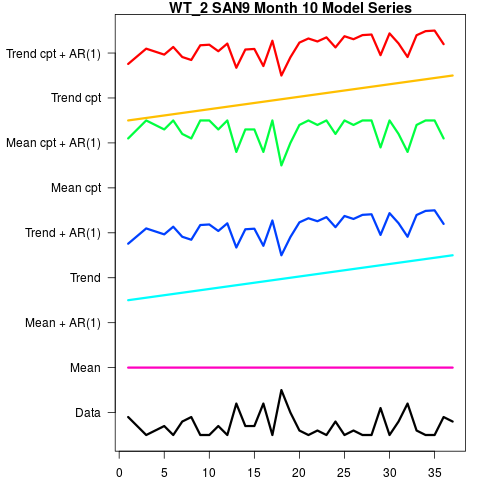 WT_2 SAN9 Month 10 Model Series
Trend cpt + AR(1)
Trend cpt
Mean cpt + AR(1)
Mean cpt
Trend + AR(1)
Trend
Mean + AR(1)
Mean
Data
0 5 10 15 20 25 30 35